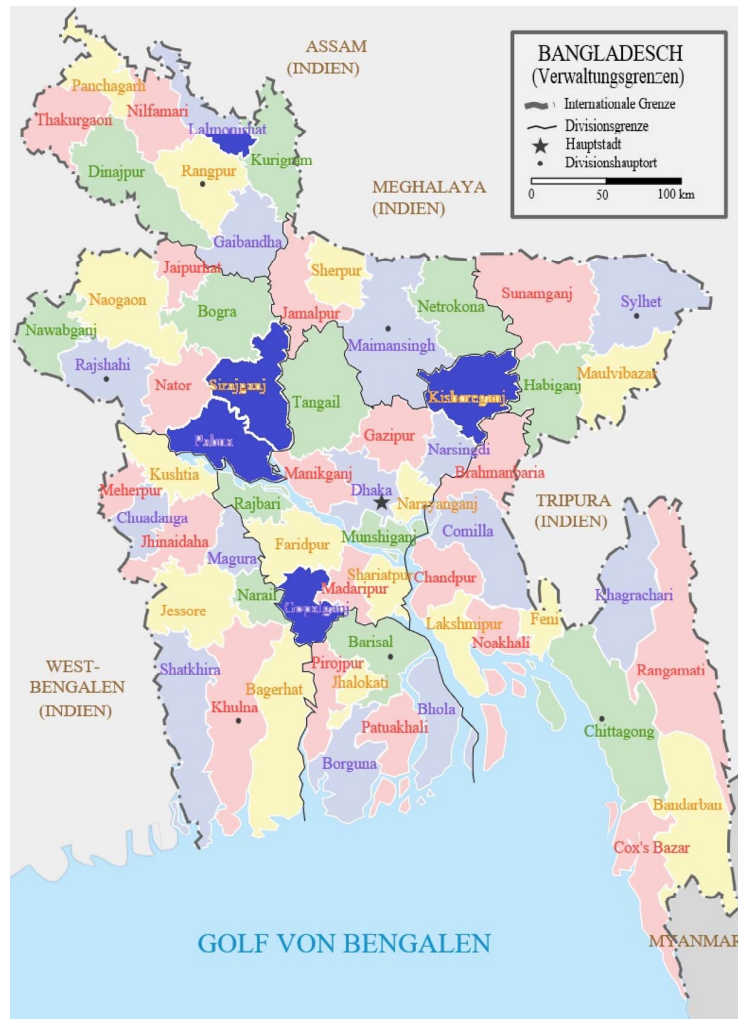 ASSAM
(INDIEN)
BANGLADESCH
(Verwaltungsgrenzen)
Internationale Grenze
Divisionsgrenze
Hauptstadt
Divisionshauptort
0 50 100 km
Panchagarh
Thakurgaon
Nilfamari
Lalmonirhat
Dinajpur
Rangpur
Kurigram
MEGHALAYA
(INDIEN)
Gaibandha
Jaipurhat
Sherpur
Naogaon
Bogra
Jamalpur
Netrokona
Sunamganj
Sylhet
Nawabganj
Maimansingh
Rajshahi
Nator
Sirajganj
Tangail
Kishoreganj
Habiganj
Maulvibazar
Pabna
Gazipur
Narsingdi
Kushtia
Manikganj
Brahmanbaria
Meherpur
Dhaka
Rajbari
Narayanganj
TRIPURA
(INDIEN)
Chuadanga
Jhinaidaha
Magura
Faridpur
Munshiganj
Comilla
Shariatpur
Chandpur
Khagrachari
Jessore
Narail
Gopalganj
Madaripur
Lakshmipur
Feni
Noakhali
Barisal
WEST-
BENGALEN
(INDIEN)
Shatkhira
Khulna
Bagerhat
Pirojpur
Jhalokati
Bhola
Rangamati
Patuakhali
Chittagong
Borguna
Bandarban
Cox's Bazar
GOLF VON BENGALEN
MYANMAR